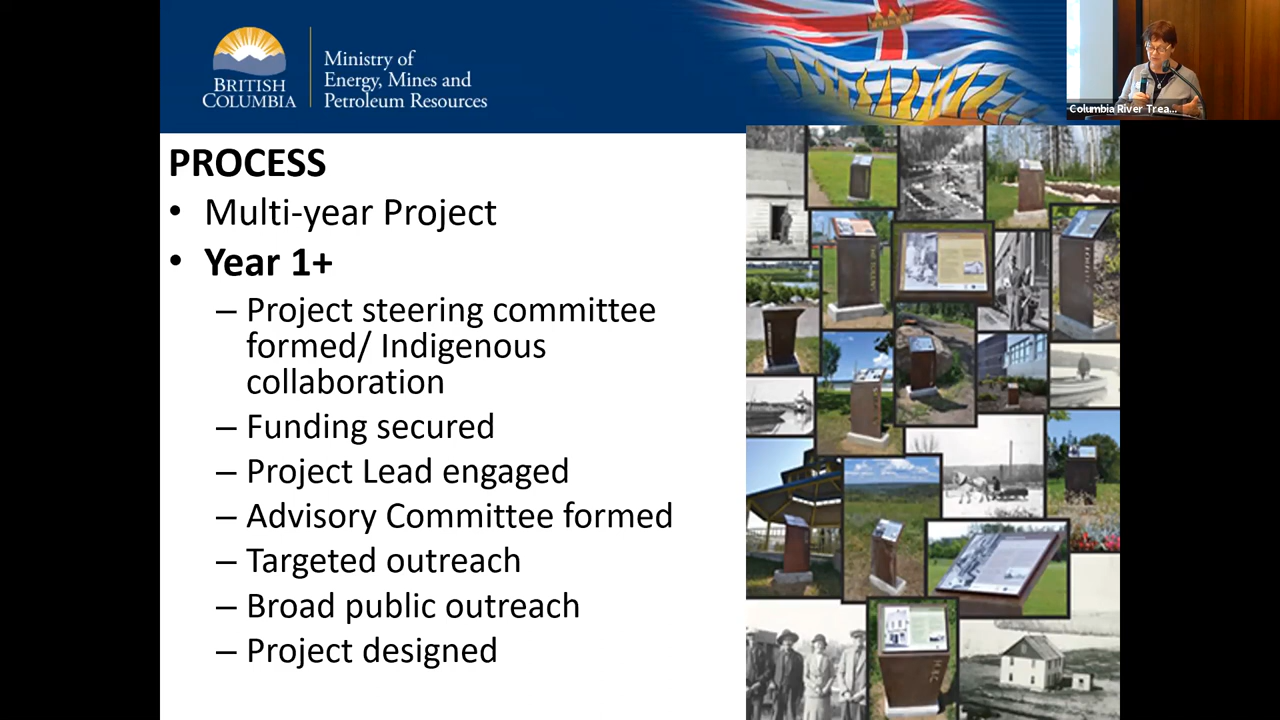 BRITISH
COLUMBIA
Ministry of
Energy, Mines and
Petroleum Resources
Columbia River Trea...
PROCESS
• Multi-year Project
• Year 1+
– Project steering committee
formed/ Indigenous
collaboration
– Funding secured
– Project Lead engaged
– Advisory Committee formed
– Targeted outreach
– Broad public outreach
– Project designed